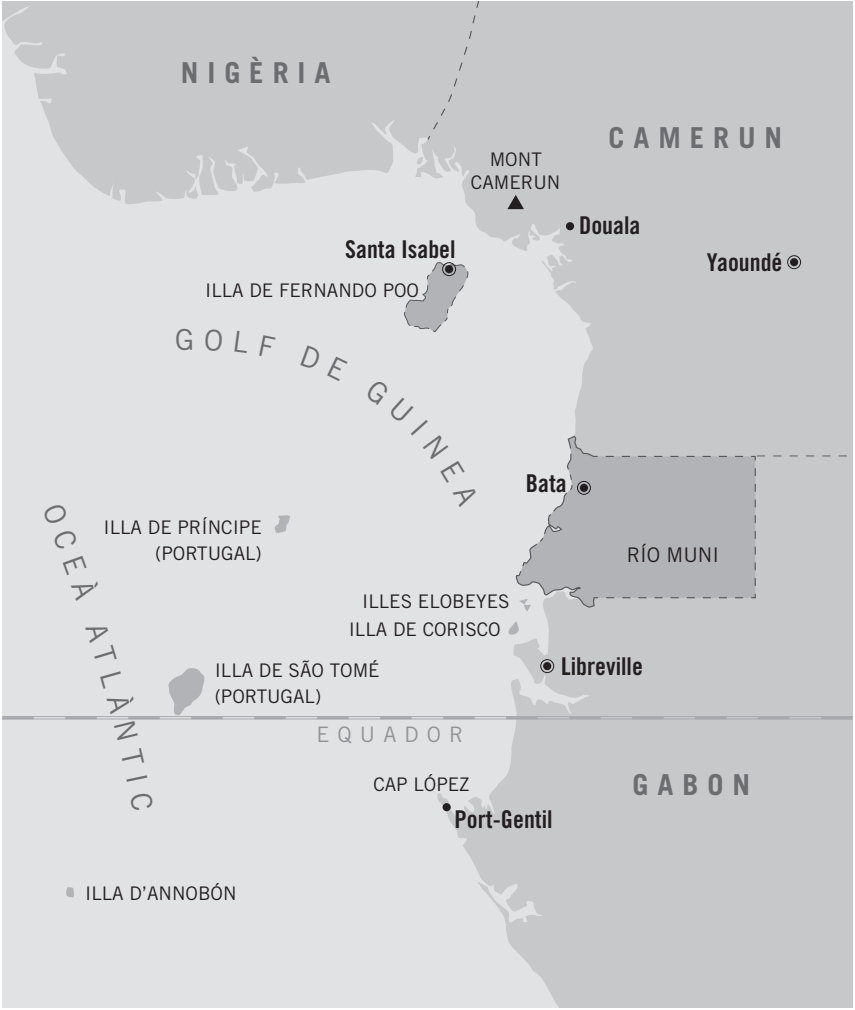 NIGÈRIA
CAMERUN
MONT
CAMERUN
Douala
Yaoundé
Santa Isabel
ILLA DE FERNANDO POO
GOLF DE GUINEA
Bata
RÍO MUNI
OCEÀ ATLÀNTIC
ILLA DE PRÍNCIPE
(PORTUGAL)
ILLES ELOBEYES
ILLA DE CORISCO
Libreville
ILLA DE SÃO TOMÉ
(PORTUGAL)
EQUADOR
CAP LÓPEZ
GABON
Port-Gentil
ILLA D'ANNOBÓN